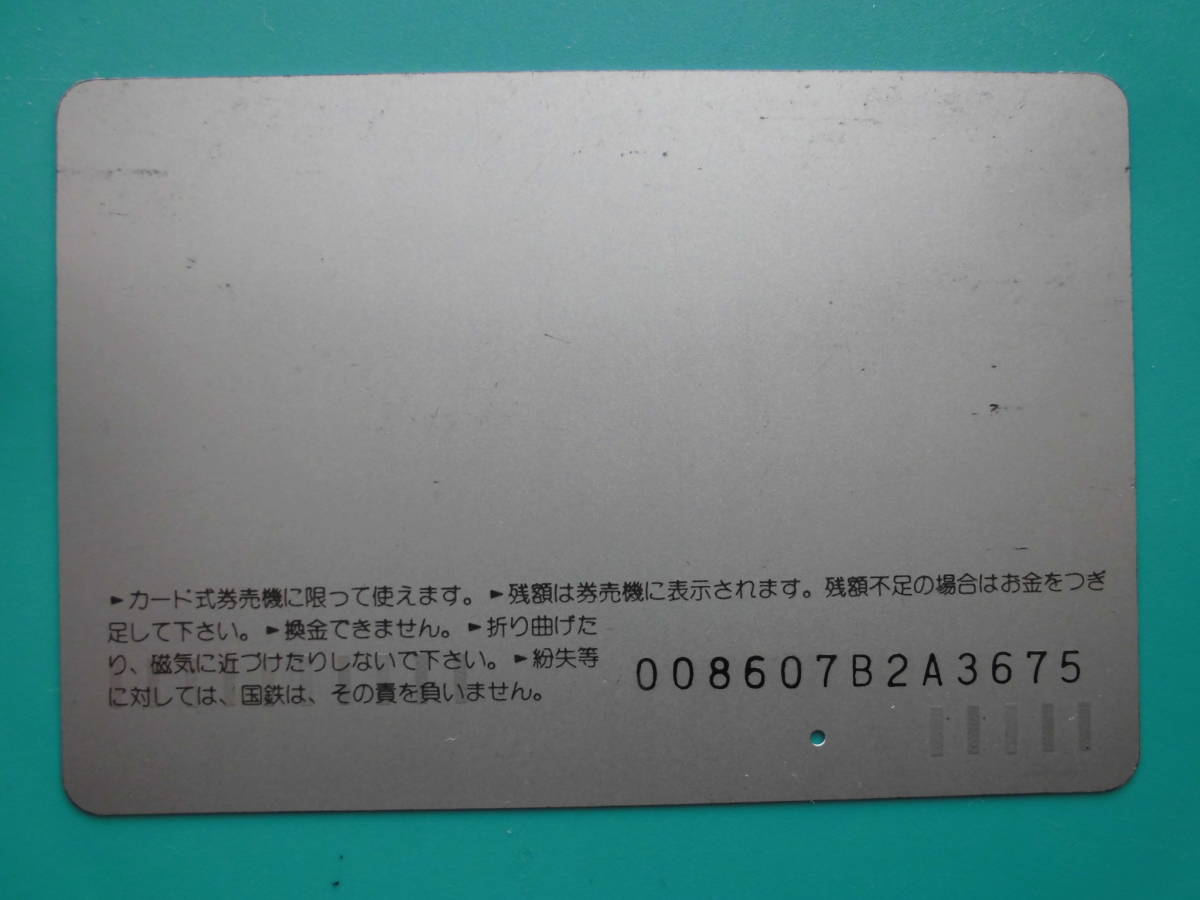 ►カード式券売機に限って使えます。►残額は券売機に表示されます。残額不足の場合はお金をつぎ
足して下さい。►換金できません。►折り曲げた
り、磁気に近づけたりしないで下さい。►紛失等
に対しては、国鉄は、その責を負いません。
008607B2A3675